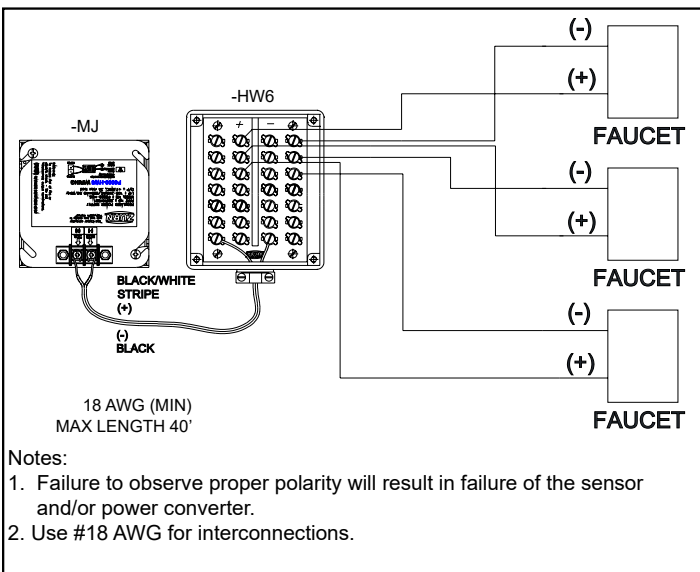 (-)
-HW6
(+)
-MJ
+ –
FAUCET
(-)
ZURN
(+)
BLACK/WHITE
STRIPE
(+)
FAUCET
(-)
(-)
BLACK
(+)
18 AWG (MIN)
MAX LENGTH 40'
FAUCET
Notes:
1. Failure to observe proper polarity will result in failure of the sensor
and/or power converter.
2. Use #18 AWG for interconnections.